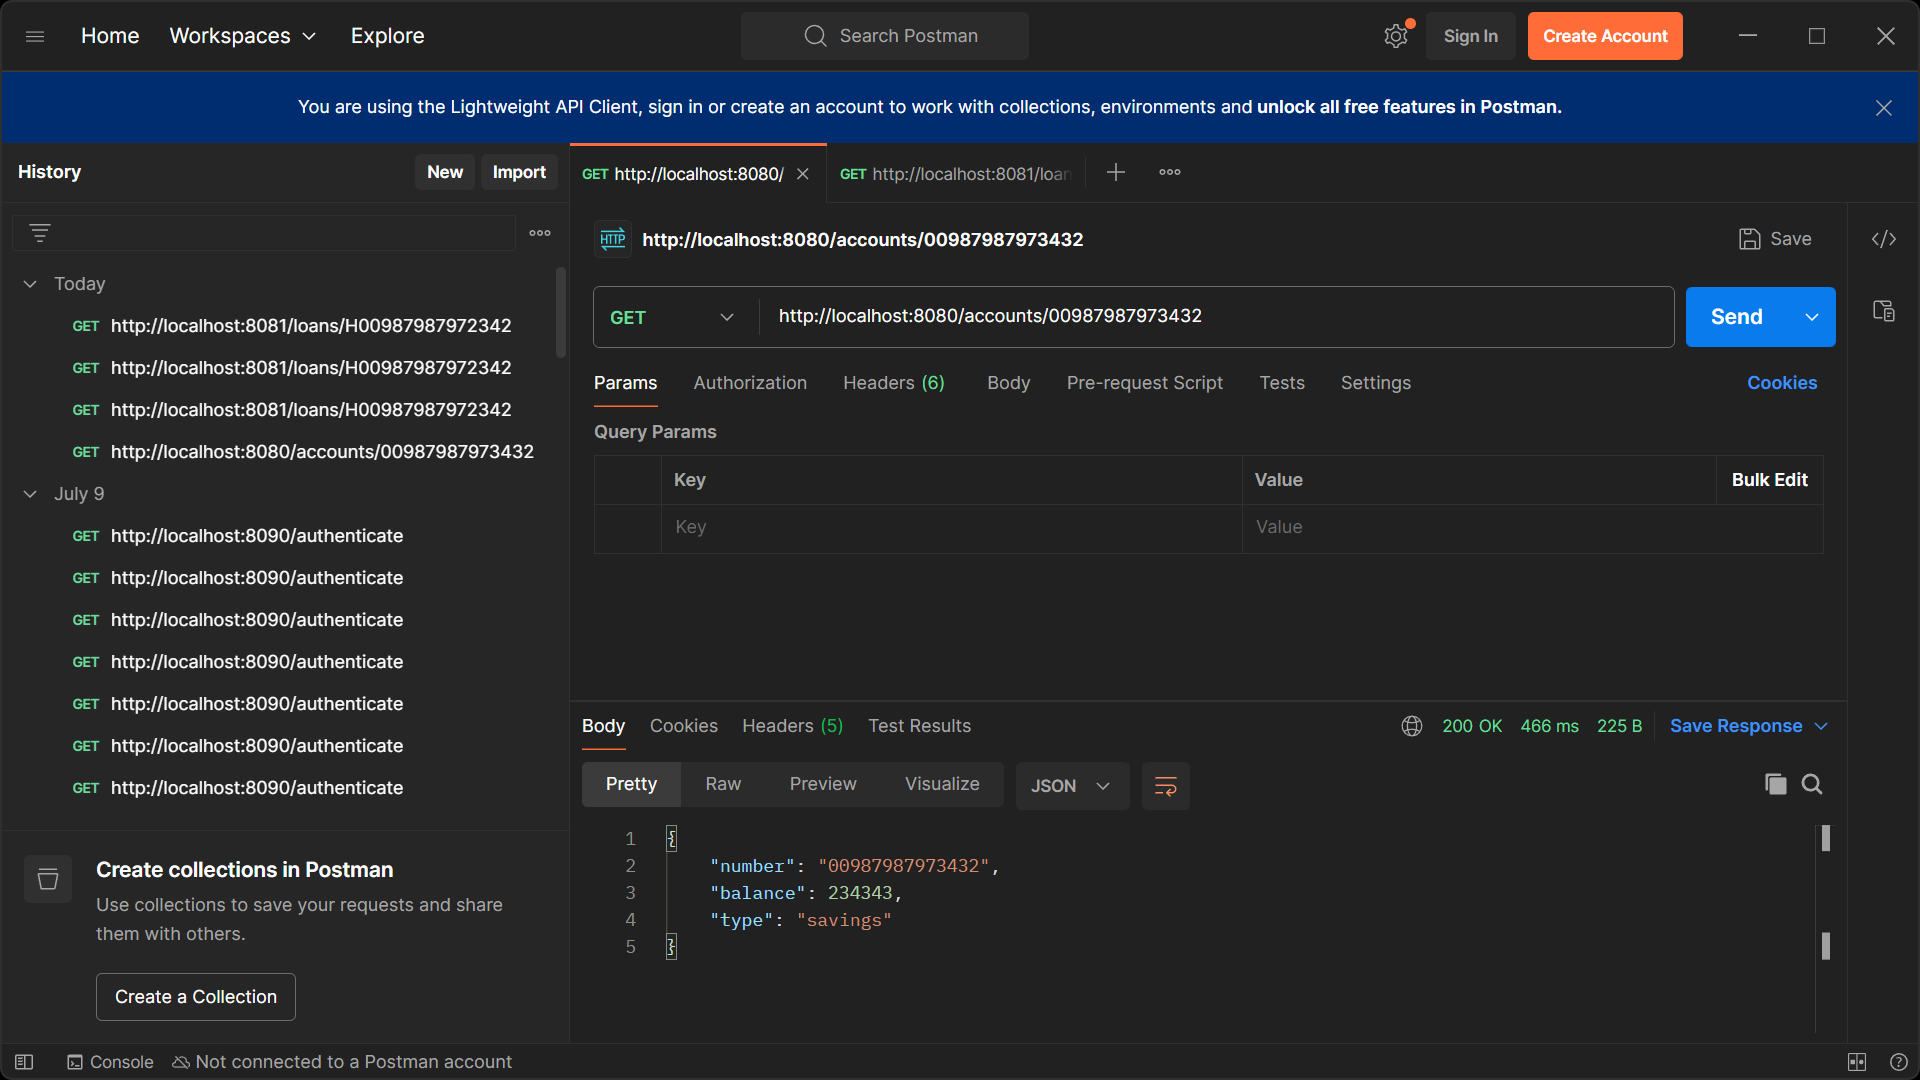 Home Workspaces Explore Search Postman Sign In Create Account
You are using the Lightweight API Client, sign in or create an account to work with collections, environments and unlock all free features in Postman.
History New Import
GET http://localhost:8080/ GET http://localhost:8081/loan
HTTP http://localhost:8080/accounts/00987987973432 Save
Today
GET http://localhost:8081/loans/H00987987972342
GET http://localhost:8081/loans/H00987987972342
GET http://localhost:8081/loans/H00987987972342
GET http://localhost:8080/accounts/00987987973432
July 9
GET http://localhost:8090/authenticate
GET http://localhost:8090/authenticate
GET http://localhost:8090/authenticate
GET http://localhost:8090/authenticate
GET http://localhost:8090/authenticate
GET http://localhost:8090/authenticate
GET http://localhost:8090/authenticate
Create collections in Postman
Use collections to save your requests and share
them with others.
Create a Collection
GET http://localhost:8080/accounts/00987987973432 Send
Params Authorization Headers (6) Body Pre-request Script Tests Settings Cookies
Query Params
Key Value Bulk Edit
Key Value
Body Cookies Headers (5) Test Results 200 OK 466 ms 225 B Save Response
Pretty Raw Preview Visualize JSON
1 {
2 "number": "00987987973432",
3 "balance": 234343,
4 "type": "savings"
5 }
Console Not connected to a Postman account